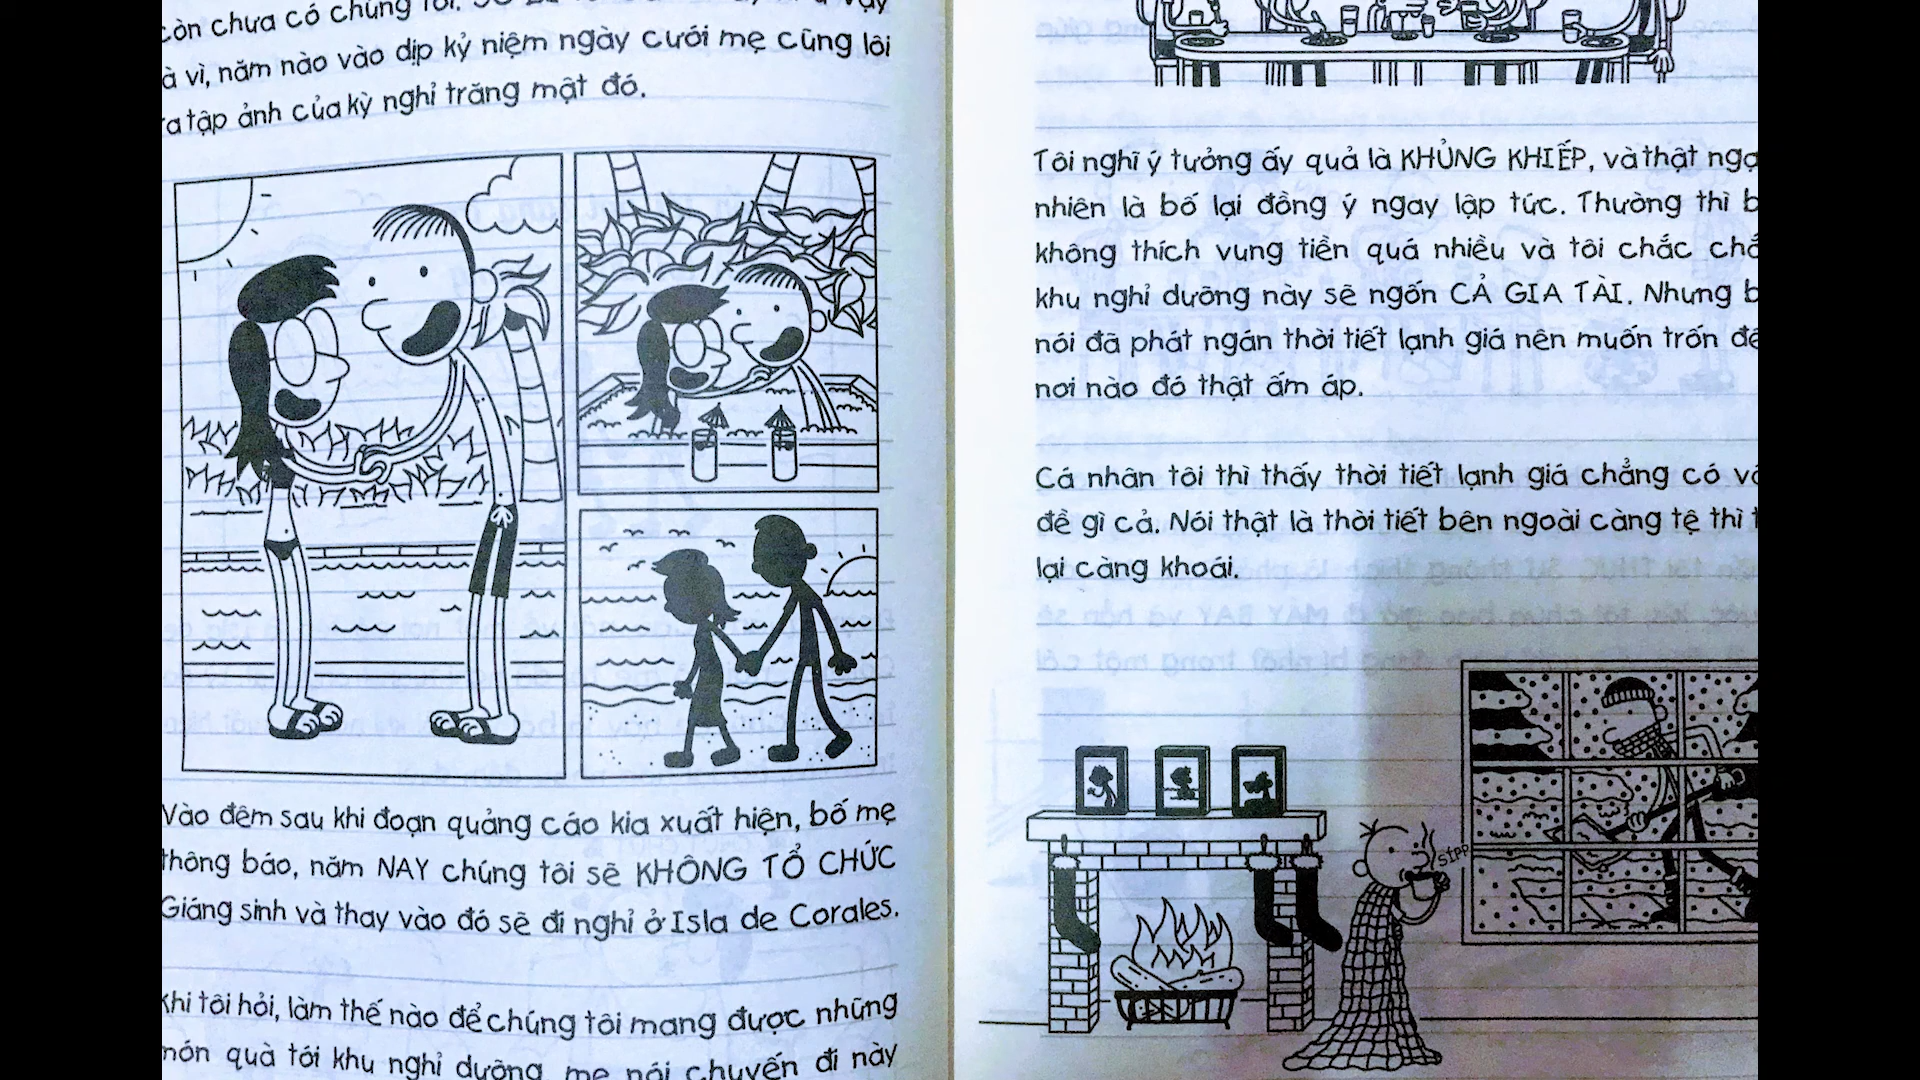 còn chưa có chúng tôi.
à vì, năm nào vào dịp kỷ niệm ngày cưới mẹ cũng lôi
ra tập ảnh của kỳ nghỉ trăng mật đó.
Vào đêm sau khi đoạn quảng cáo kia xuất hiện, bố mẹ
thông báo, năm NAY chúng tôi sẽ KHÔNG TỔ CHỨC
Giáng sinh và thay vào đó sẽ đi nghỉ ở Isla de Corales.
Khi tôi hỏi, làm thế nào để chúng tôi mang được những
món quà tới khu nghỉ dưỡng, mẹ nói chuyến đi này
Tôi nghĩ ý tưởng ấy quả là KHỦNG KHIẾP, và thật
nhiên là bố lại đồng ý ngay lập tức. Thường thì
không thích vung tiền quá nhiều và tôi chắc
khu nghỉ dưỡng này sẽ ngốn CẢ GIA TÀI. Nhưng
nói đã phát ngán thời tiết lạnh giá nên muốn trốn
nơi nào đó thật ấm áp.
Cá nhân tôi thì thấy thời tiết lạnh giá chẳng có
đề gì cả. Nói thật là thời tiết bên ngoài càng tệ thì
lại càng khoái.
SÍPP